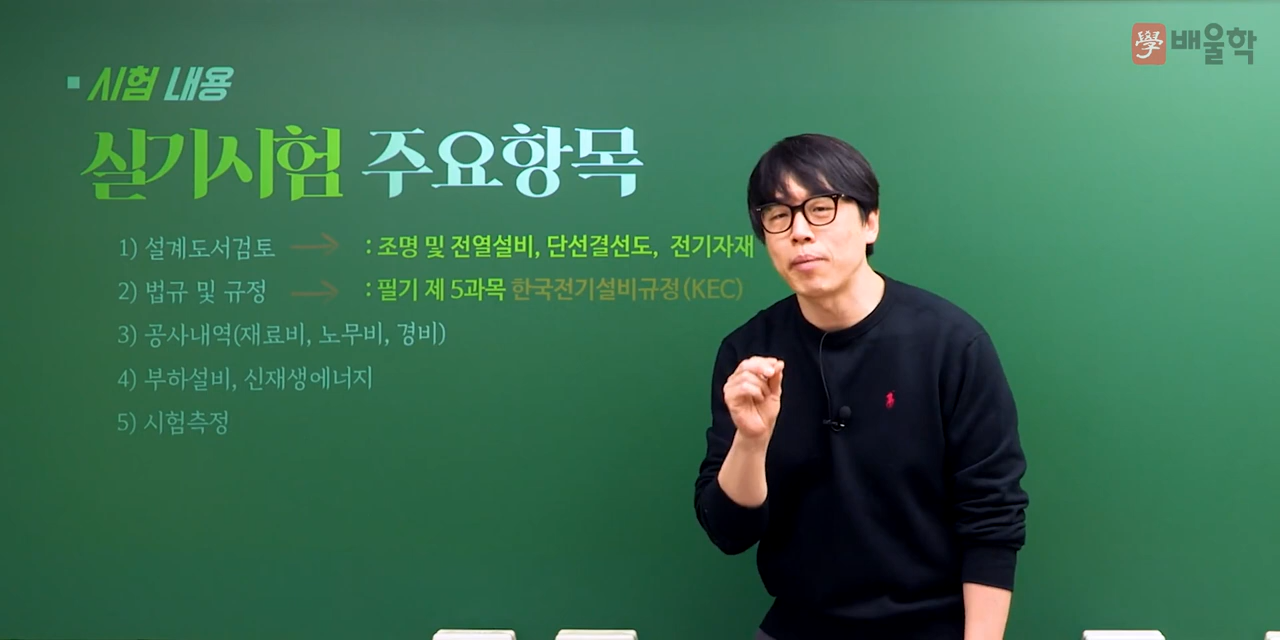 學 배울학
▪ 시험 내용
실기시험 주요항목
1) 설계도서검토 → : 조명 및 전열설비, 단선결선도, 전기자재
2) 법규 및 규정 → : 필기 제 5과목 한국전기설비규정(KEC)
3) 공사내역(재료비, 노무비, 경비)
4) 부하설비, 신재생에너지
5) 시험측정